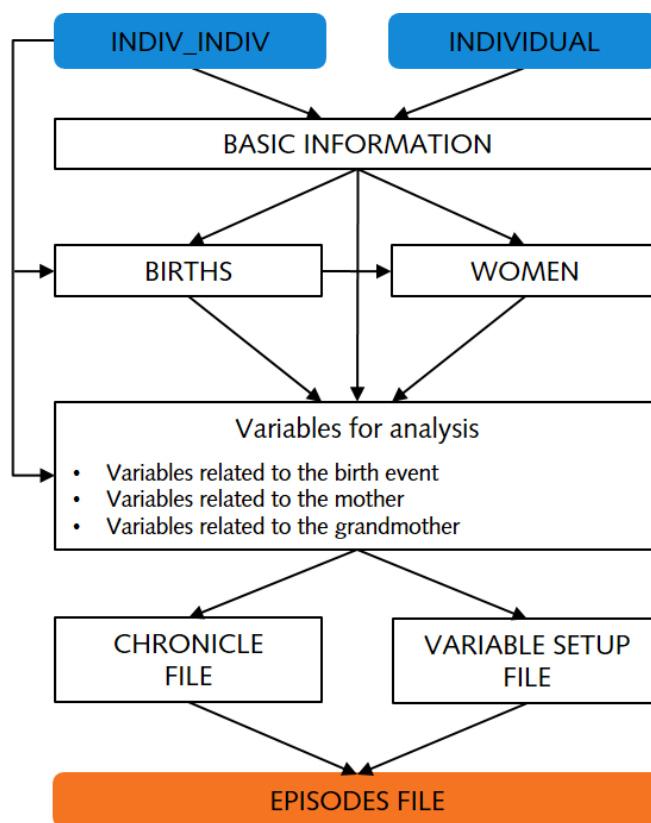 INDIV_INDIV
INDIVIDUAL
BASIC INFORMATION
BIRTHS
WOMEN
Variables for analysis
• Variables related to the birth event
• Variables related to the mother
• Variables related to the grandmother
CHRONICLE
FILE
VARIABLE SETUP
FILE
EPISODES FILE